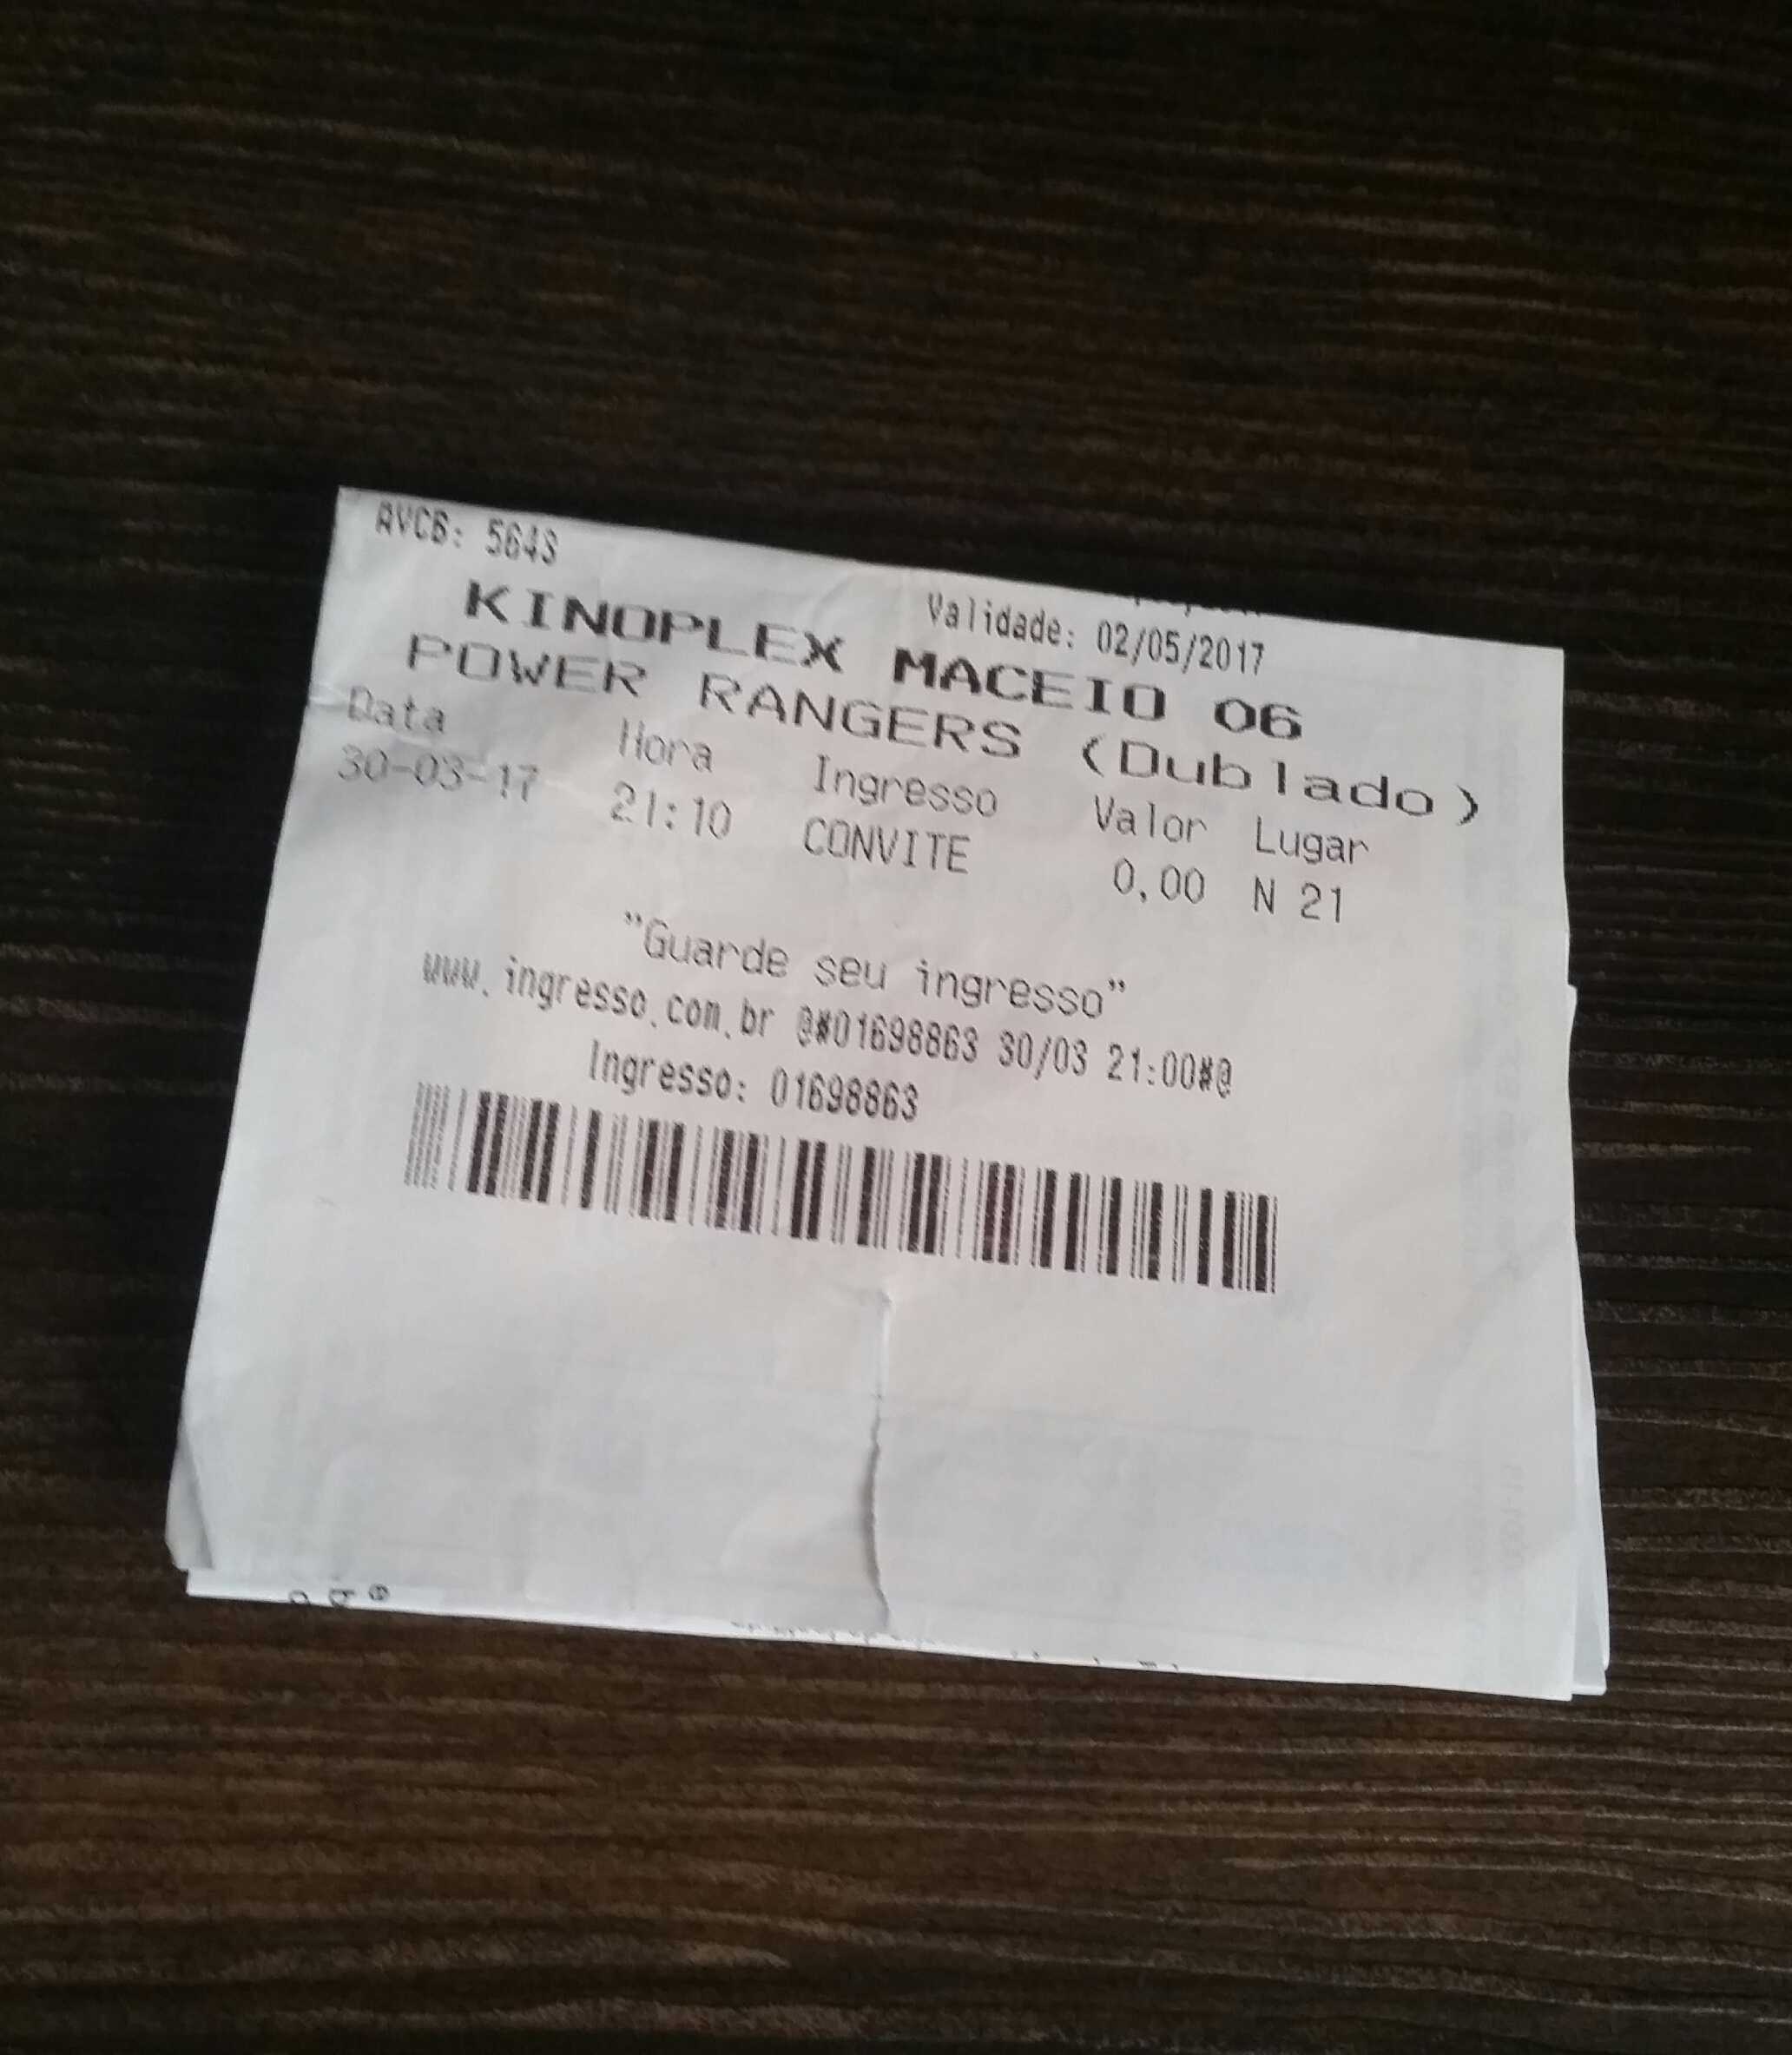 AVCB: 5643
Validade: 02/05/2017
KINOPLEX MACEIO 06
POWER RANGERS (Dublado)
Data Hora Ingresso Valor Lugar
30-03-17 21:10 CONVITE 0,00 N 21
"Guarde seu ingresso"
www.ingresso.com.br @#01698863 30/03 21:00#@
Ingresso: 01698863